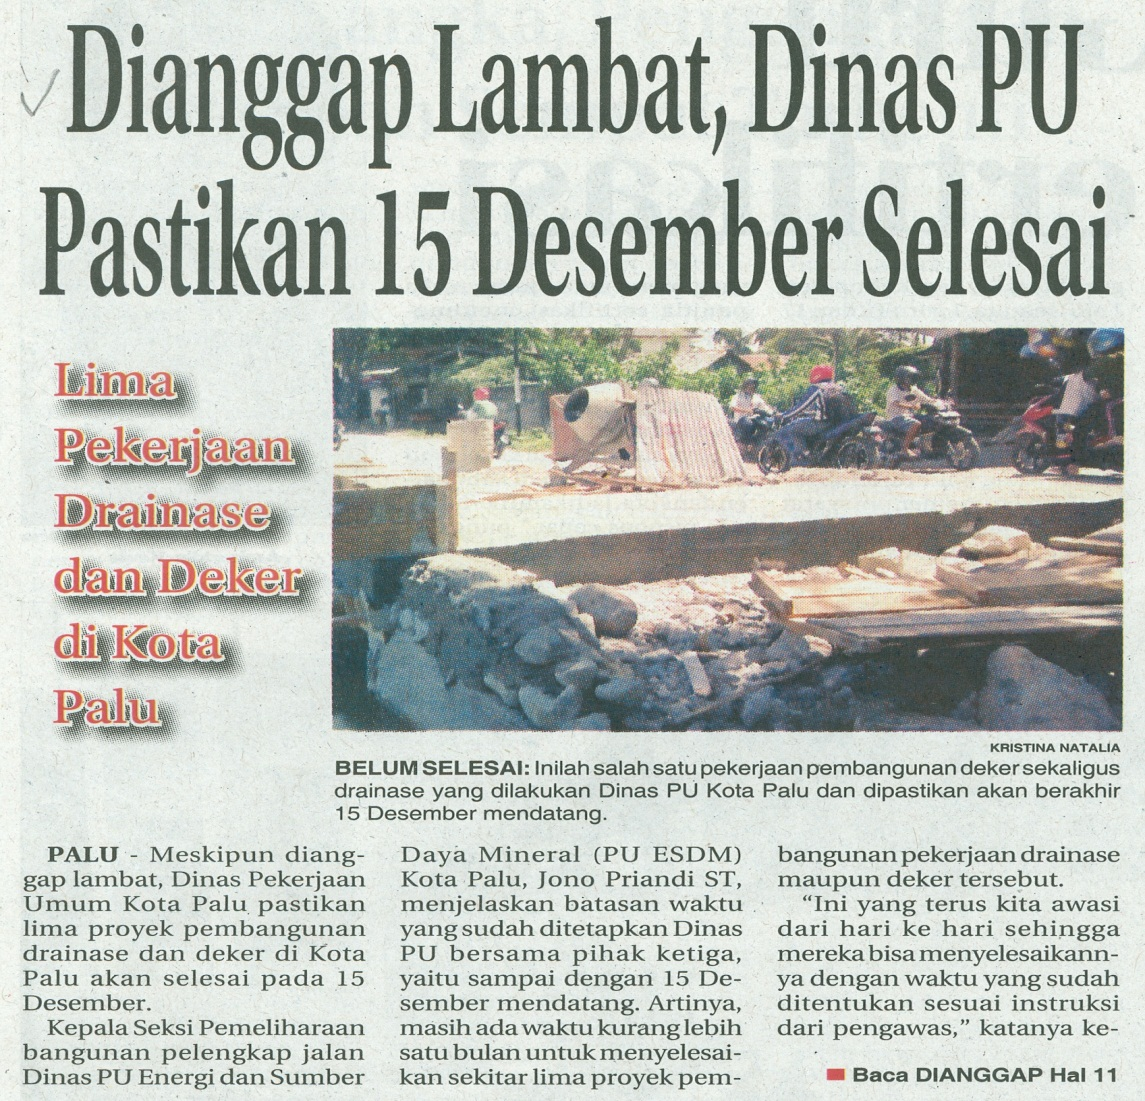 Dianggap Lambat, Dinas PU
Pastikan 15 Desember Selesai
Lima
Pekerjaan
Drainase
dan Deker
di Kota
Palu
KRISTINA NATALIA
BELUM SELESAI: Inilah salah satu pekerjaan pembangunan deker sekaligus
drainase yang dilakukan Dinas PU Kota Palu dan dipastikan akan berakhir
15 Desember mendatang.
PALU - Meskipun diang-
gap lambat, Dinas Pekerjaan
Umum Kota Palu pastikan
lima proyek pembangunan
drainase dan deker di Kota
Palu akan selesai pada 15
Desember.
Kepala Seksi Pemeliharaan
bangunan pelengkap jalan
Dinas PU Energi dan Sumber
Daya Mineral (PU ESDM)
Kota Palu, Jono Priandi ST,
menjelaskan batasan waktu
yang sudah ditetapkan Dinas
PU bersama pihak ketiga,
yaitu sampai dengan 15 De-
sember mendatang. Artinya,
masih ada waktu kurang lebih
satu bulan untuk menyelesai-
kan sekitar lima proyek pem-
bangunan pekerjaan drainase
maupun deker tersebut.
“Ini yang terus kita awasi
dari hari ke hari sehingga
mereka bisa menyelesaikann-
ya dengan waktu yang sudah
ditentukan sesuai instruksi
dari pengawas,” katanya ke-
Baca DIANGGAP Hal 11